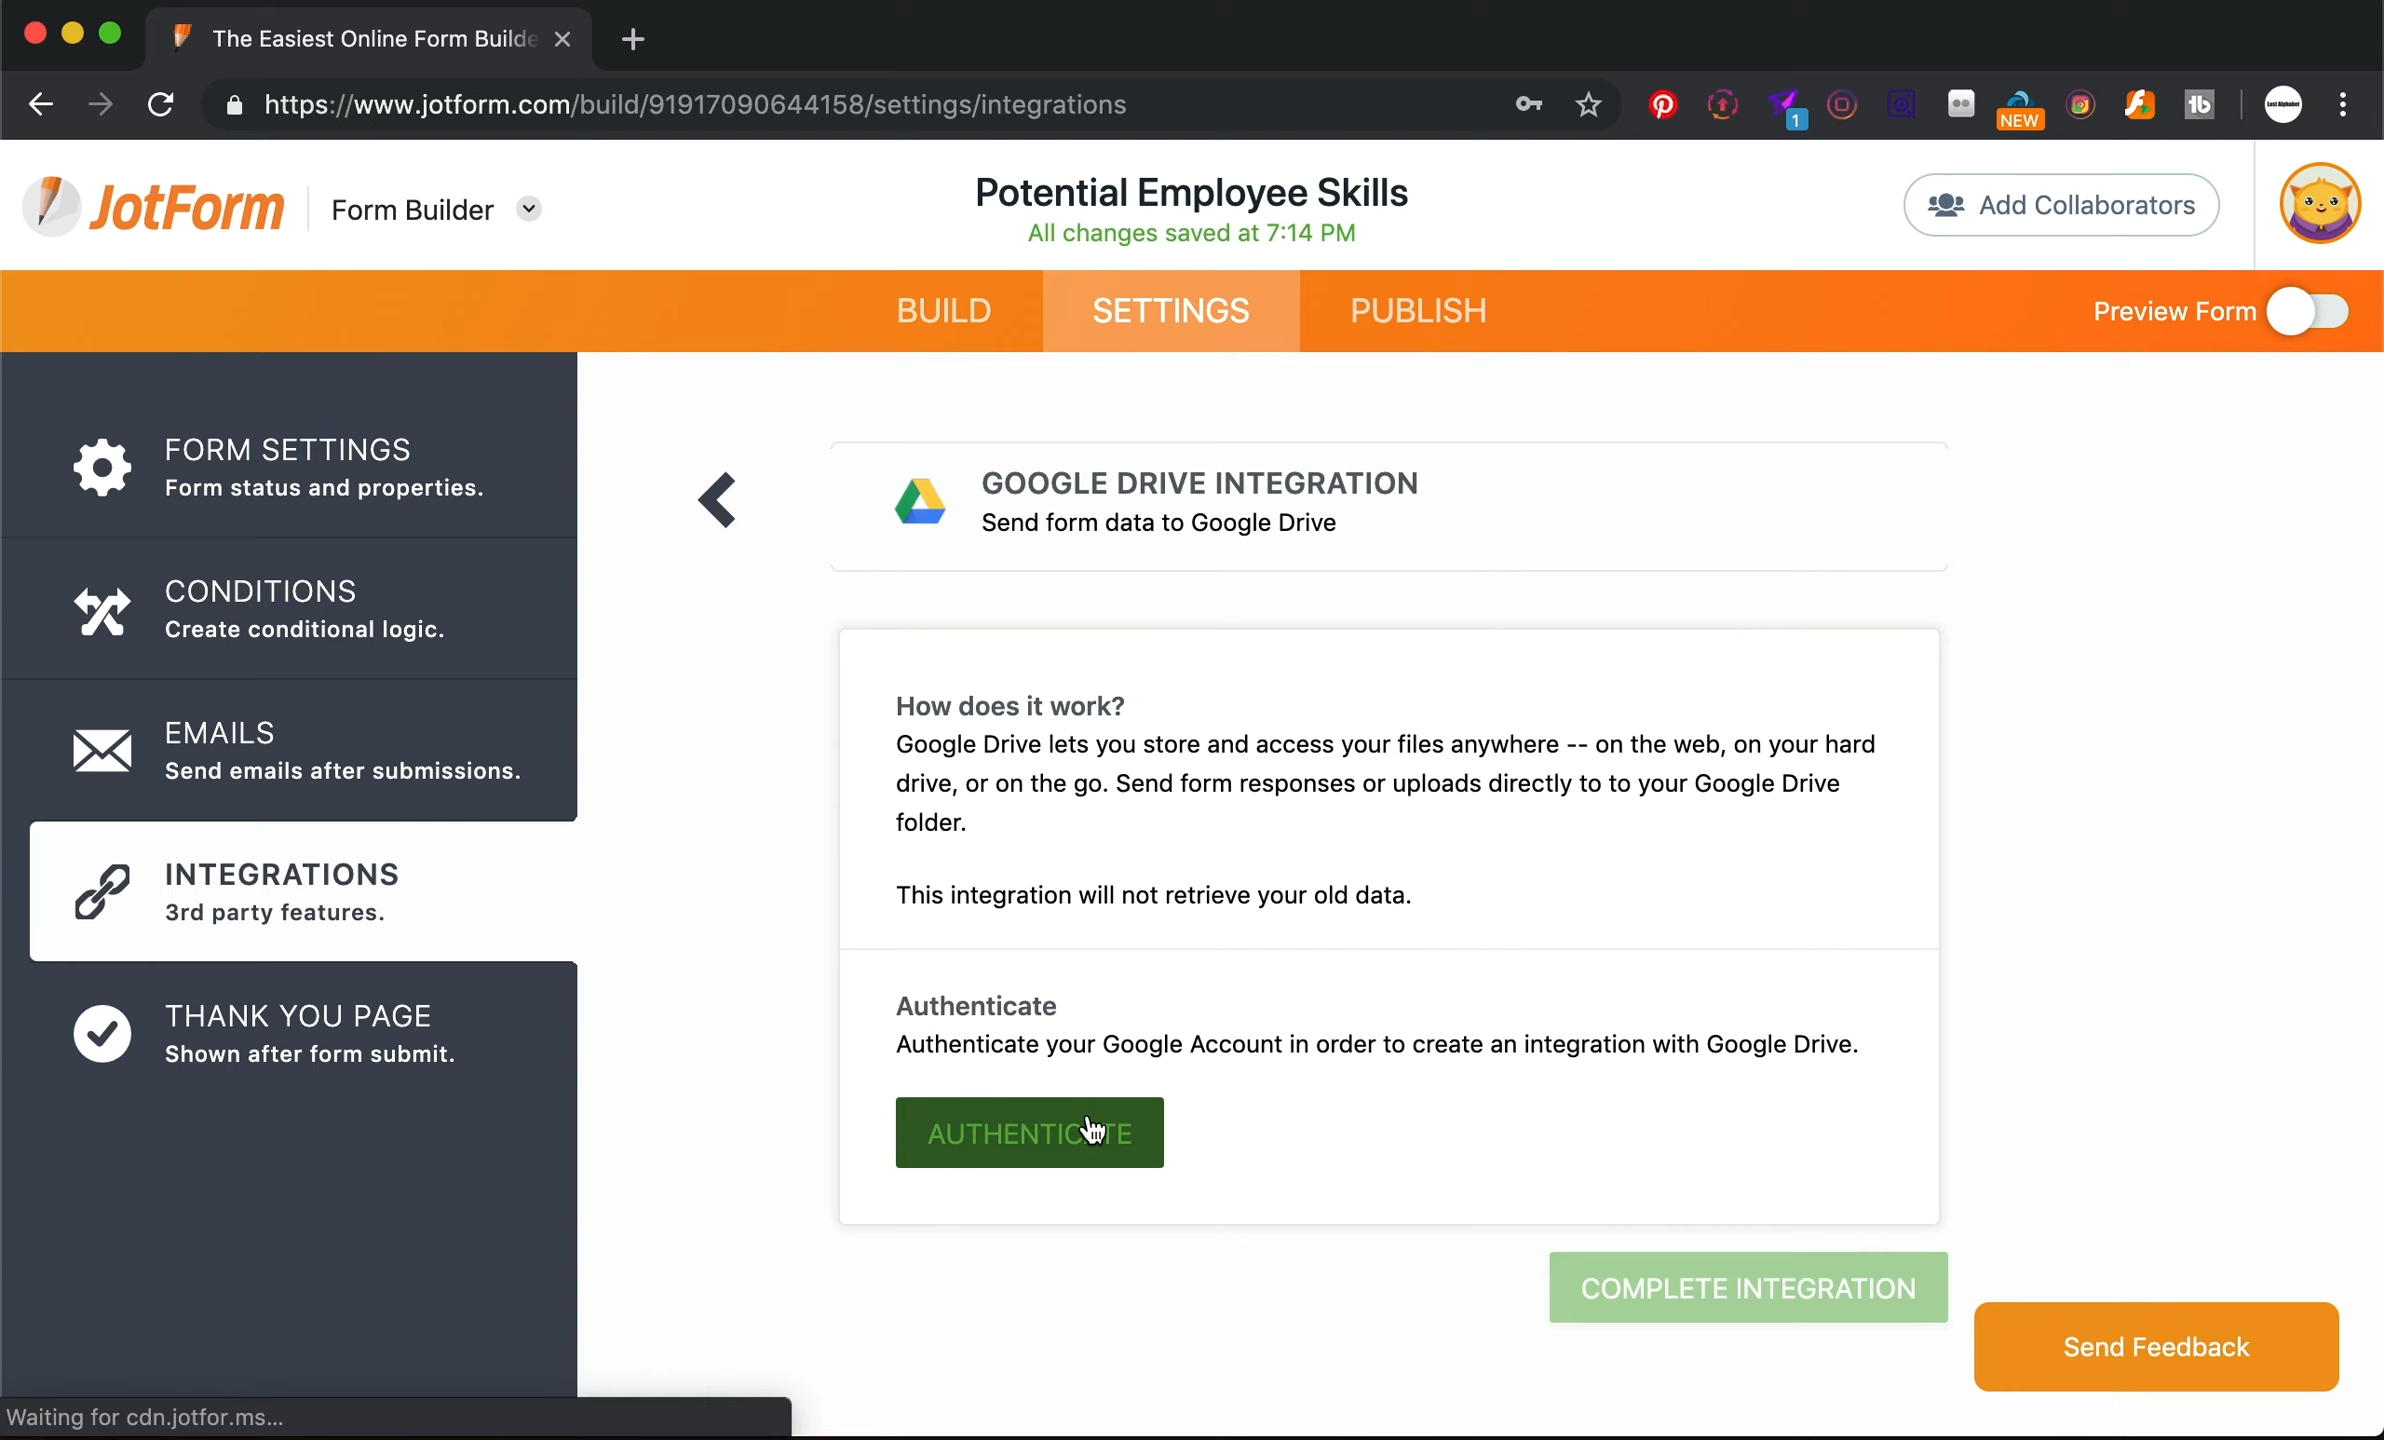 The Easiest Online Form Builde
https://www.jotform.com/build/91917090644158/settings/integrations
1
NEW
JotForm
Form Builder
Potential Employee Skills
All changes saved at 7:14 PM
Add Collaborators
BUILD
SETTINGS
PUBLISH
Preview Form
FORM SETTINGS
Form status and properties.
CONDITIONS
Create conditional logic.
EMAILS
Send emails after submissions.
INTEGRATIONS
3rd party features.
THANK YOU PAGE
Shown after form submit.
GOOGLE DRIVE INTEGRATION
Send form data to Google Drive
How does it work?
Google Drive lets you store and access your files anywhere -- on the web, on your hard
drive, or on the go. Send form responses or uploads directly to to your Google Drive
folder.
This integration will not retrieve your old data.
Authenticate
Authenticate your Google Account in order to create an integration with Google Drive.
AUTHENTICATE
COMPLETE INTEGRATION
Send Feedback
Waiting for cdn.jotfor.ms...